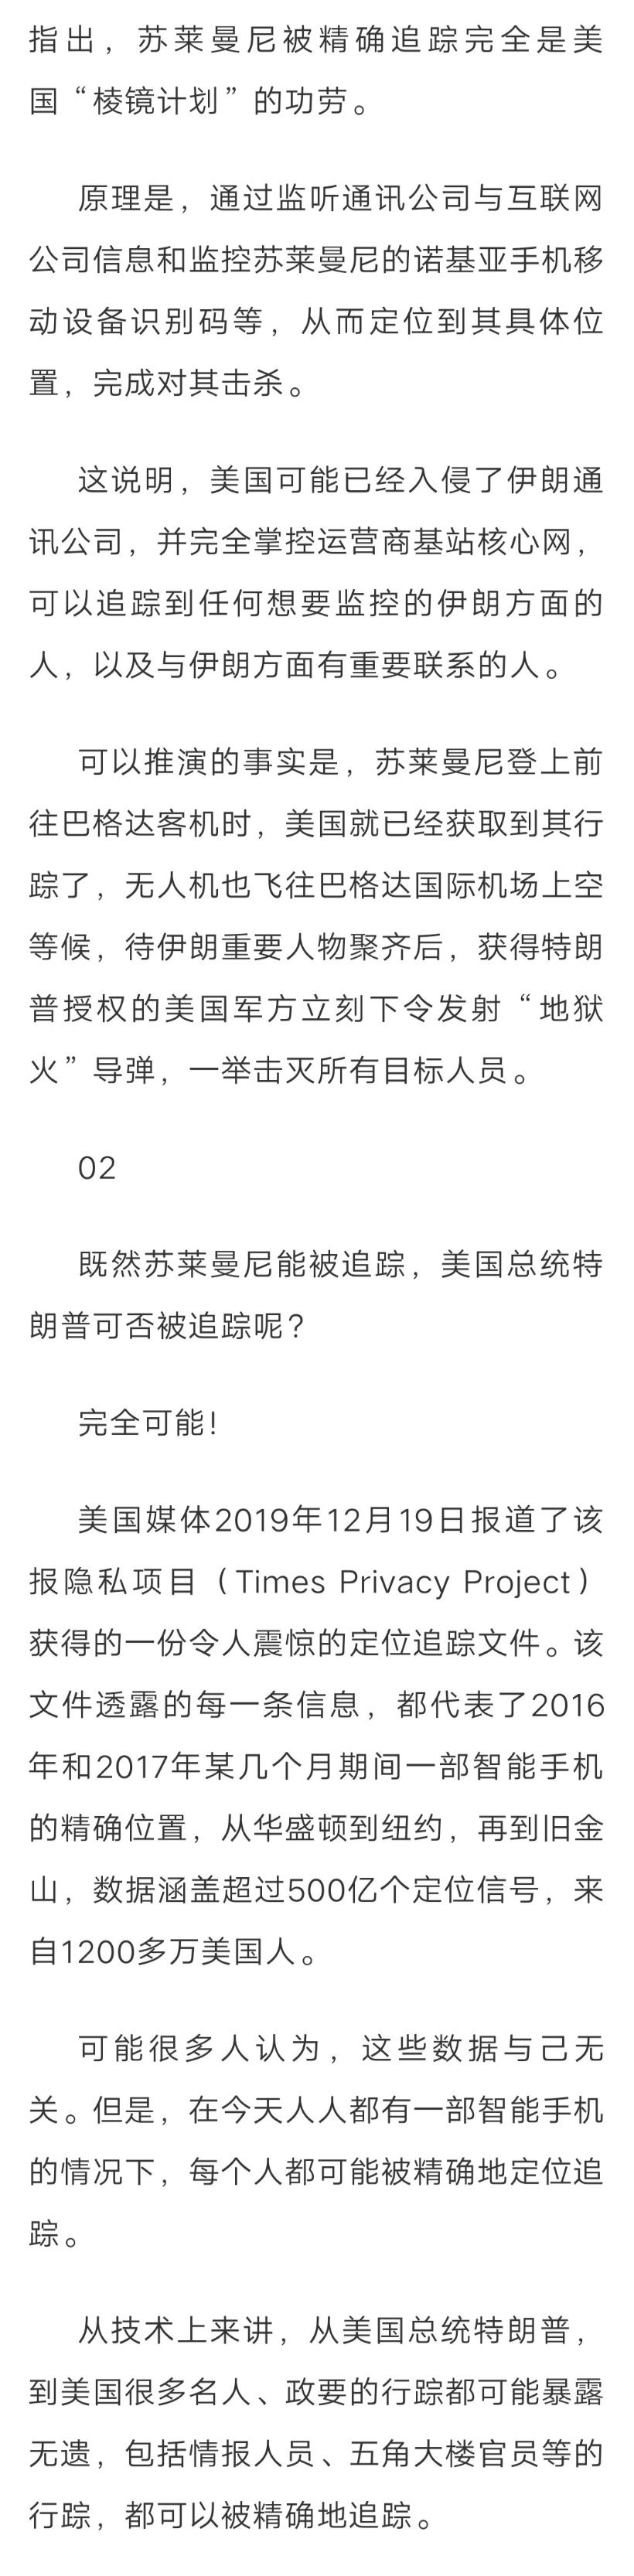 指出，苏莱曼尼被精确追踪完全是美
国“棱镜计划”的功劳。
原理是，通过监听通讯公司与互联网
公司信息和监控苏莱曼尼的诺基亚手机移
动设备识别码等，从而定位到其具体位
置，完成对其击杀。
这说明，美国可能已经入侵了伊朗通
讯公司，并完全掌控运营商基站核心网，
可以追踪到任何想要监控的伊朗方面的
人，以及与伊朗方面有重要联系的人。
可以推演的事实是，苏莱曼尼登上前
往巴格达客机时，美国就已经获取到其行
踪了，无人机也飞往巴格达国际机场上空
等候，待伊朗重要人物聚齐后，获得特朗
普授权的美国军方立刻下令发射“地狱
火”导弹，一举击灭所有目标人员。
02
既然苏莱曼尼能被追踪，美国总统特
朗普可否被追踪呢？
完全可能！
美国媒体2019年12月19日报道了该
报隐私项目（Times Privacy Project）
获得的一份令人震惊的定位追踪文件。该
文件透露的每一条信息，都代表了2016
年和2017年某几个月期间一部智能手机
的精确位置，从华盛顿到纽约，再到旧金
山，数据涵盖超过500亿个定位信号，来
自1200多万美国人。
可能很多人认为，这些数据与己无
关。但是，在今天人人都有一部智能手机
的情况下，每个人都可能被精确地定位追
踪。
从技术上来讲，从美国总统特朗普，
到美国很多名人、政要的行踪都可能暴露
无遗，包括情报人员、五角大楼官员等的
行踪，都可以被精确地追踪。